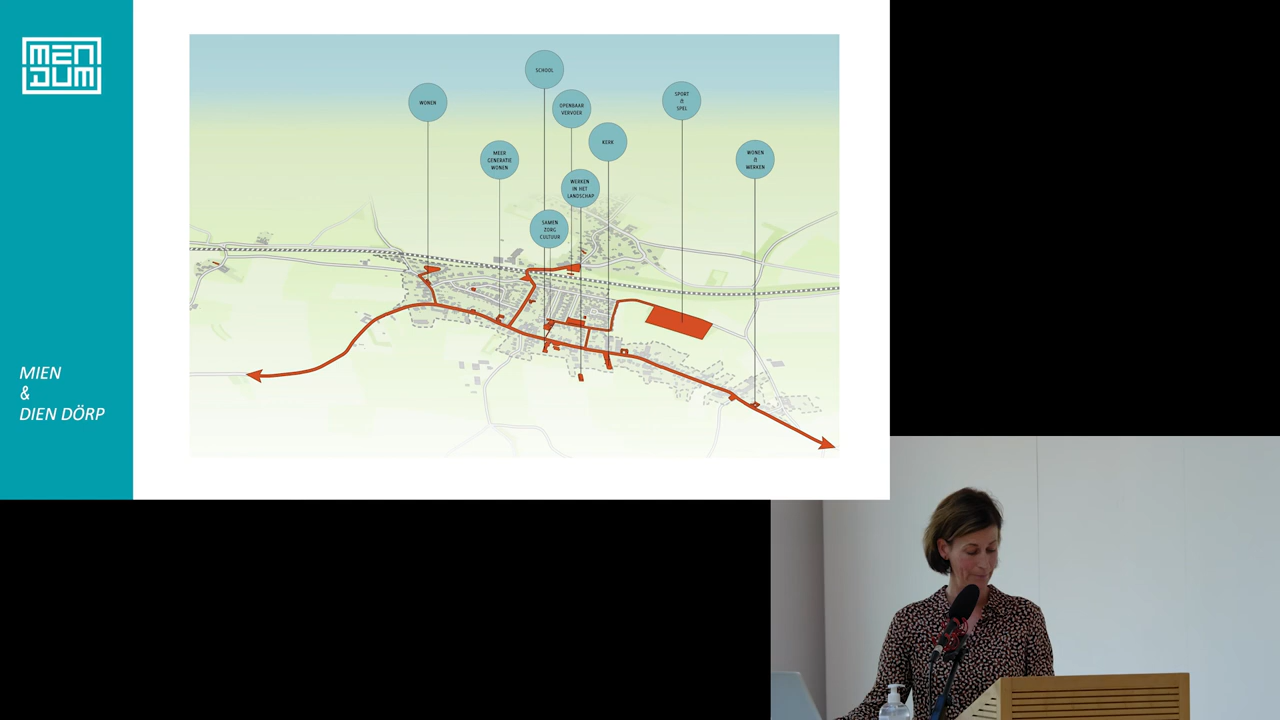 MEN
DUM
MIEN
&
DIEN DÖRP
WONEN
SCHOOL
OPENBAAR
VERVOER
SPORT
&
SPEL
KERK
MEER
GENERATIE
WONEN
WONEN
&
WERKEN
WERKEN
IN HET
LANDSCHAP
SAMEN
ZORG
CULTUUR